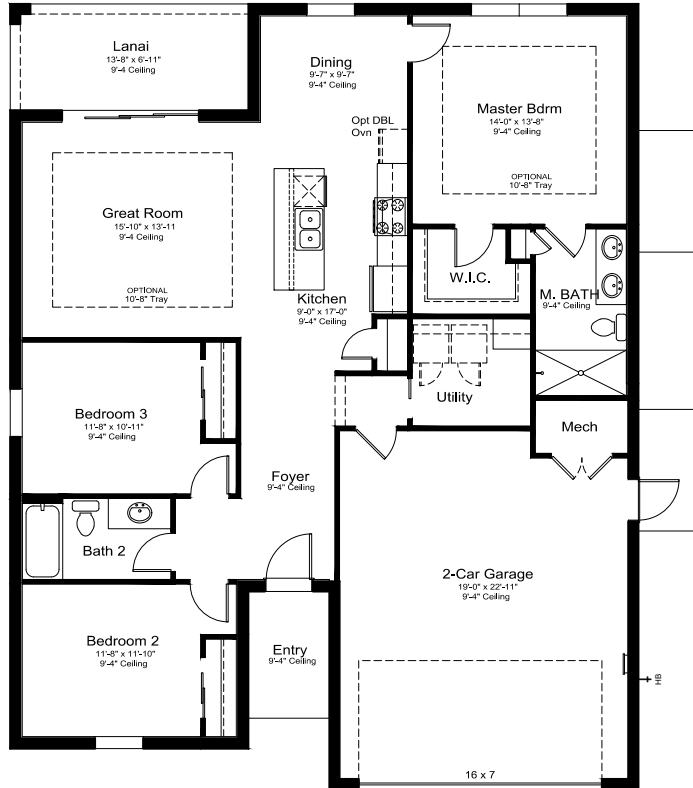 Lanai
13'-8" x 6'-11"
9'-4 Ceiling
Dining
9'-7" x 9'-7"
9'-4" Ceiling
Master Bdrm
14'-0" x 13'-8"
9'-4" Ceiling
OPTIONAL
10'-8" Tray
Opt DBL
Ovn
Great Room
15'-10" x 13'-11
9'-4 Ceiling
OPTIONAL
10'-8" Tray
Kitchen
9'-0" x 17'-0"
9'-4" Ceiling
W.I.C.
M. BATH
9'-4" Ceiling
Utility
Mech
Bedroom 3
11'-8" x 10'-11"
9'-4" Ceiling
Foyer
9'-4" Ceiling
Bath 2
2-Car Garage
19'-0" x 22'-11"
9'-4" Ceiling
Bedroom 2
11'-8" x 11'-10"
9'-4" Ceiling
Entry
9'-4" Ceiling
HB
16 x 7